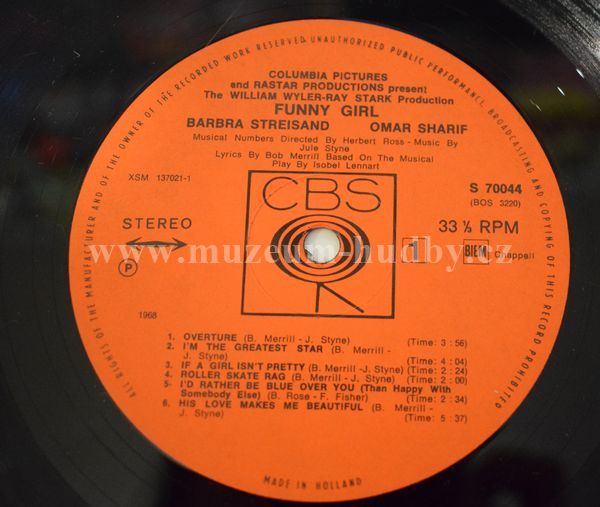 ALL RIGHTS OF THE MANUFACTURER AND OF THE OWNER OF THE RECORDED WORK RESERVED. UNAUTHORIZED PUBLIC PERFORMANCE, BROADCASTING AND COPYING OF THIS RECORD PROHIBITED
COLUMBIA PICTURES
and RASTAR PRODUCTIONS present
The WILLIAM WYLER-RAY STARK Production
FUNNY GIRL
BARBRA STREISAND OMAR SHARIF
Musical Numbers Directed By Herbert Ross - Music By
Jule Styne
Lyrics By Bob Merrill Based On The Musical
Play By Isobel Lennart
XSM 137021-1
CBS
S 70044
(BOS 3220)
STEREO
33 ⅓ RPM
P
1
BIEM Chappell
www.muzeum-hudby.cz
1968
1. OVERTURE (B. Merrill - J. Styne) (Time: 3 : 56)
2. I'M THE GREATEST STAR (B. Merrill -
J. Styne) (Time: 4 : 04)
3. IF A GIRL ISN'T PRETTY (B. Merrill -J. Styne) (Time: 2 : 24)
4. ROLLER SKATE RAG (B. Merrill - J. Styne) (Time: 2 : 00)
5- I'D RATHER BE BLUE OVER YOU (Than Happy With
Somebody Else) (B. Rose - F. Fisher) (Time: 2 : 34)
6. HIS LOVE MAKES ME BEAUTIFUL (B. Merrill -
J. Styne) (Time: 5 : 37)
MADE IN HOLLAND